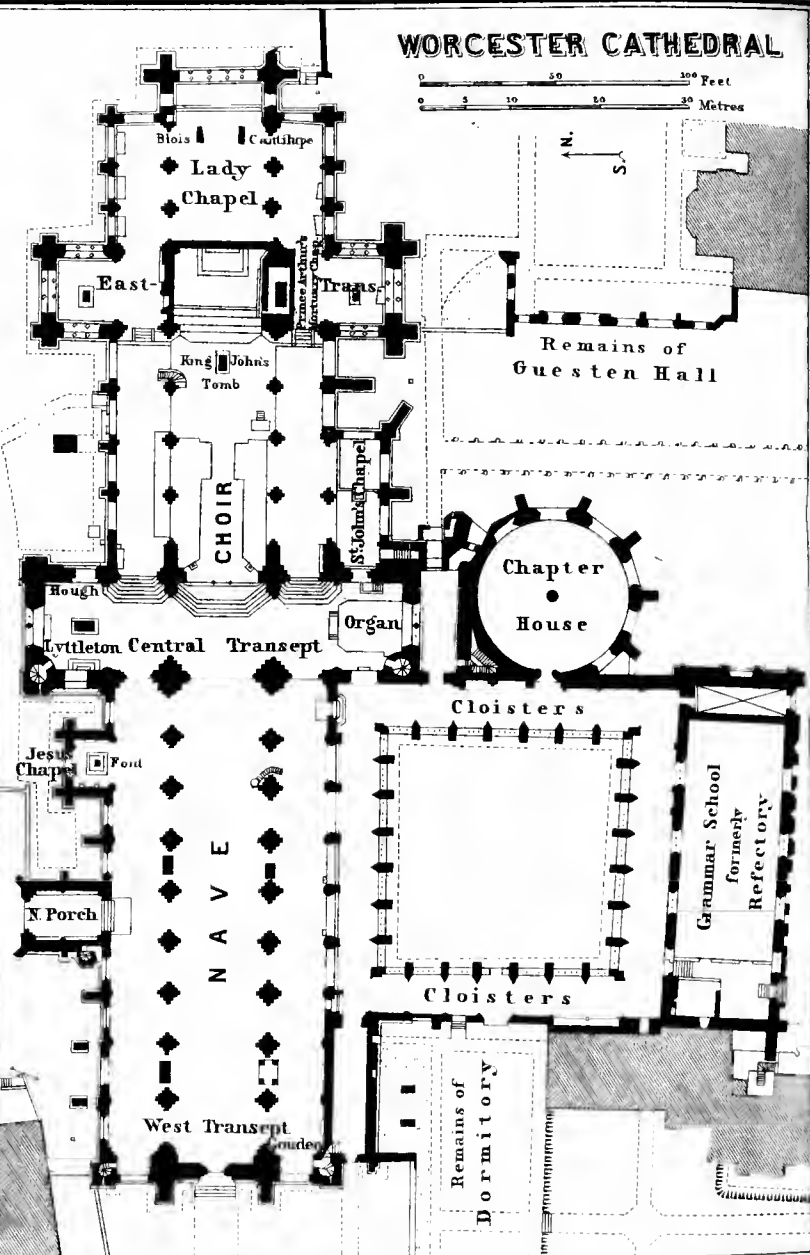 WORCESTER CATHEDRAL
0 50 100 Feet
0 5 10 20 30 Metres
N.
S.
Blois
Lady
Chapel
East-
Prince Arthur's
Trans.
King John's
Tomb
CHOIR
St. John's Chapel
Remains of
Guesten Hall
Chapter
House
Hough
Organ
Lyttleton
Central Transept
Cloisters
Jesus
Chapel
Font
NAVE
N. Porch
Grammar School
formerly
Refectory
Cloisters
West Transept
Remains of
Dormitory